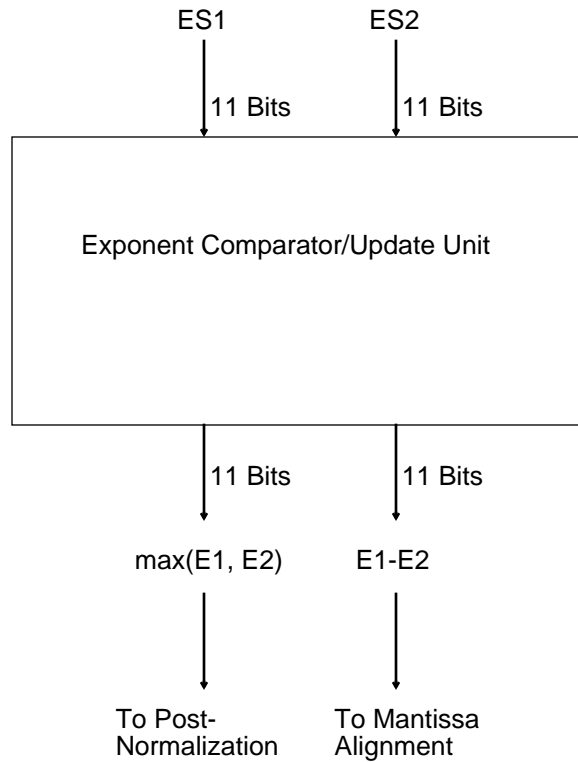 ES1 ES2
11 Bits 11 Bits
Exponent Comparator/Update Unit
11 Bits 11 Bits
max(E1, E2) E1-E2
To Post-
Normalization
To Mantissa
Alignment